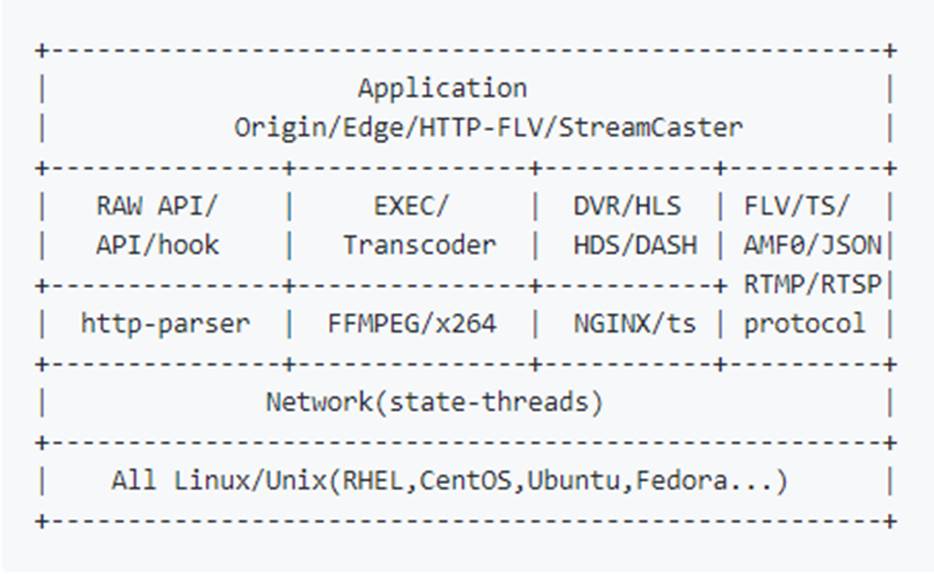 +------------------------------------------------------+
|                    Application                       |
|            Origin/Edge/HTTP-FLV/StreamCaster         |
+---------------+---------------+-----------+----------+
|   RAW API/    |     EXEC/     |  DVR/HLS  | FLV/TS/  |
|   API/hook    |   Transcoder  |  HDS/DASH | AMF0/JSON|
+---------------+---------------+-----------+ RTMP/RTSP|
|  http-parser  |  FFMPEG/x264  |  NGINX/ts | protocol |
+---------------+---------------+-----------+----------+
|              Network(state-threads)                  |
+------------------------------------------------------+
|    All Linux/Unix(RHEL,CentOS,Ubuntu,Fedora...)      |
+------------------------------------------------------+